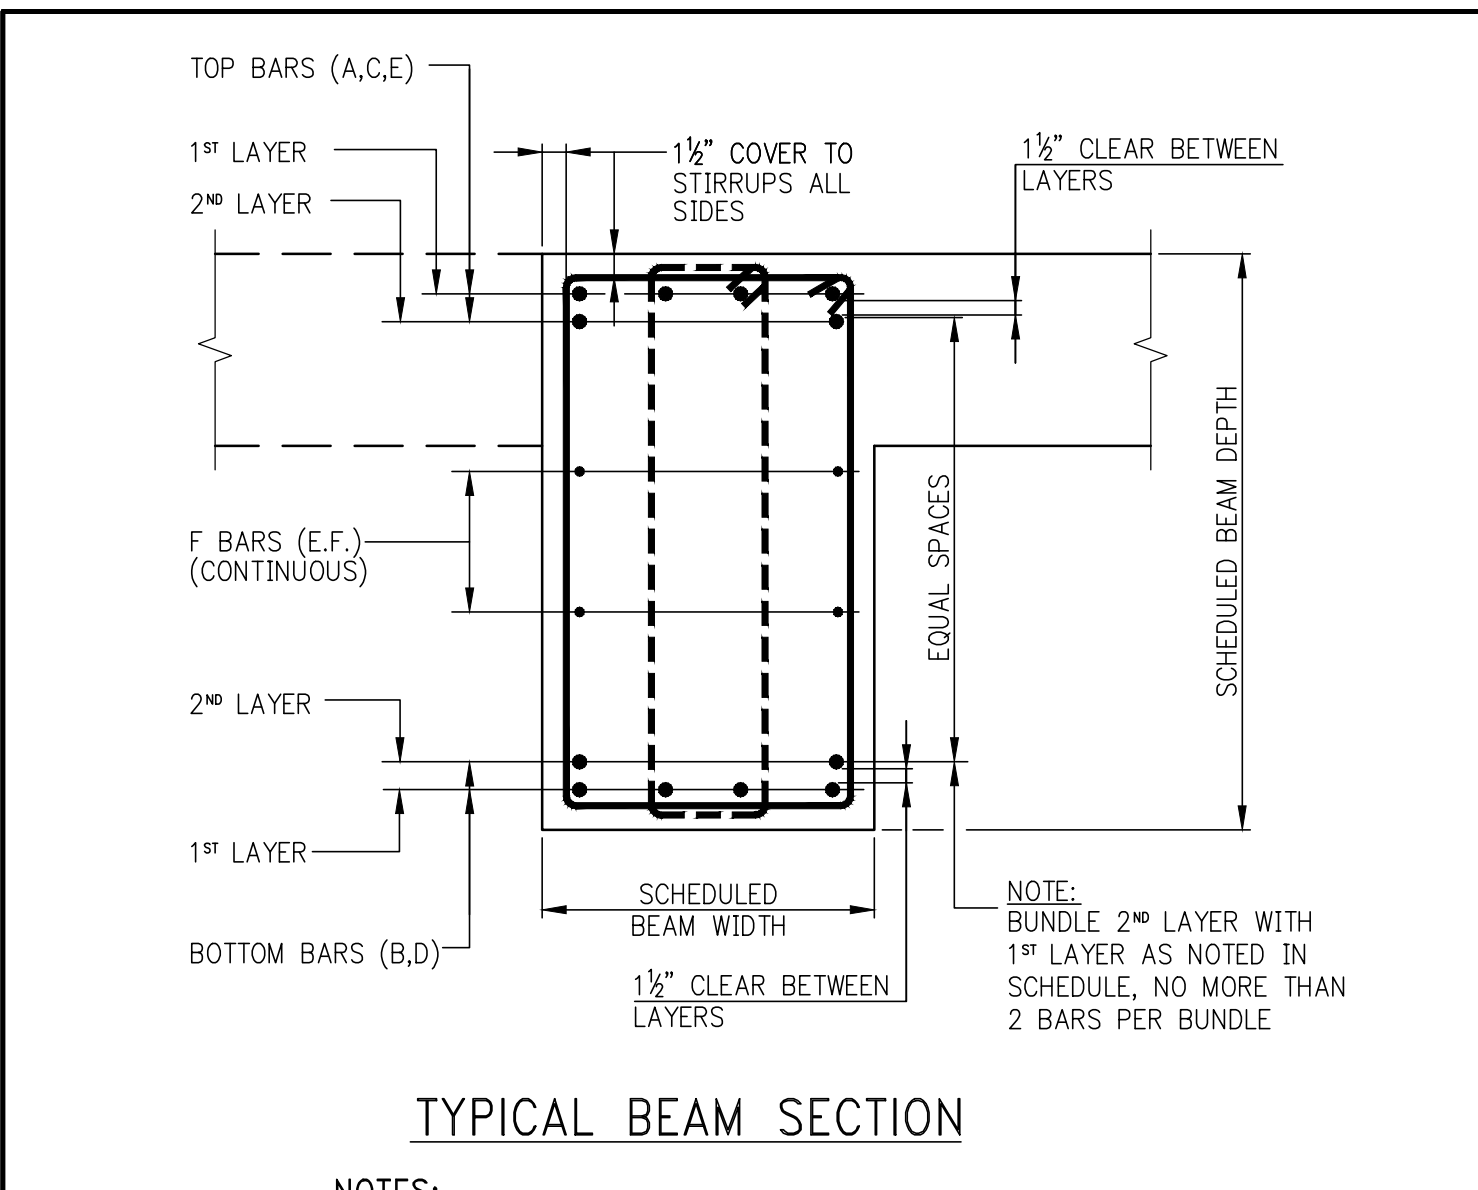 TOP BARS (A,C,E)
1ST LAYER
2ND LAYER
1½" COVER TO
STIRRUPS ALL
SIDES
1½" CLEAR BETWEEN
LAYERS
F BARS (E.F.)
(CONTINUOUS)
EQUAL SPACES
SCHEDULED BEAM DEPTH
2ND LAYER
1ST LAYER
BOTTOM BARS (B,D)
SCHEDULED
BEAM WIDTH
1½" CLEAR BETWEEN
LAYERS
NOTE:
BUNDLE 2ND LAYER WITH
1ST LAYER AS NOTED IN
SCHEDULE, NO MORE THAN
2 BARS PER BUNDLE
TYPICAL BEAM SECTION
NOTES: